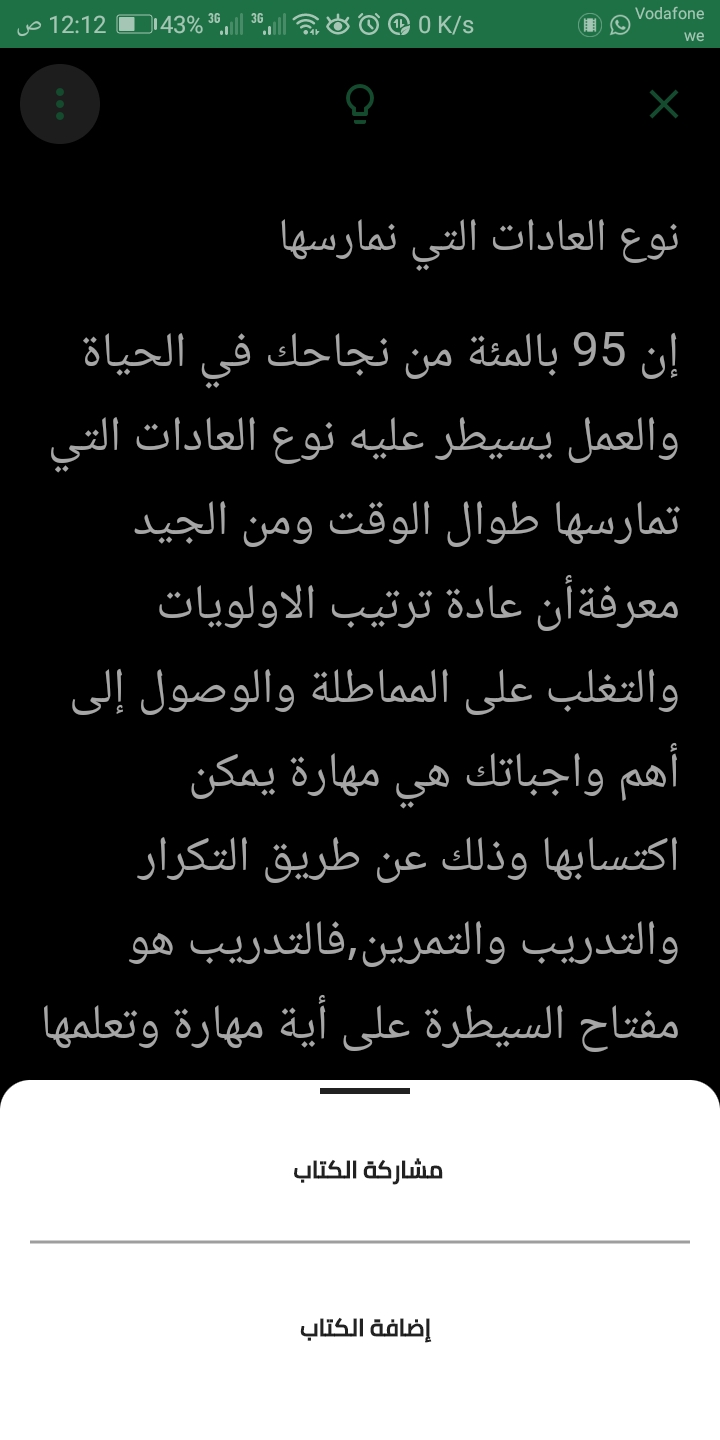 12:12 ص 43% 3G 3G 0 K/s Vodafone
we
نوع العادات التي نمارسها
إن 95 بالمئة من نجاحك في الحياة
والعمل يسيطر عليه نوع العادات التي
تمارسها طوال الوقت ومن الجيد
معرفةأن عادة ترتيب الاولويات
والتغلب على المماطلة والوصول إلى
أهم واجباتك هي مهارة يمكن
اكتسابها وذلك عن طريق التكرار
والتدريب والتمرين,فالتدريب هو
مفتاح السيطرة على أية مهارة وتعلمها
مشاركة الكتاب
إضافة الكتاب